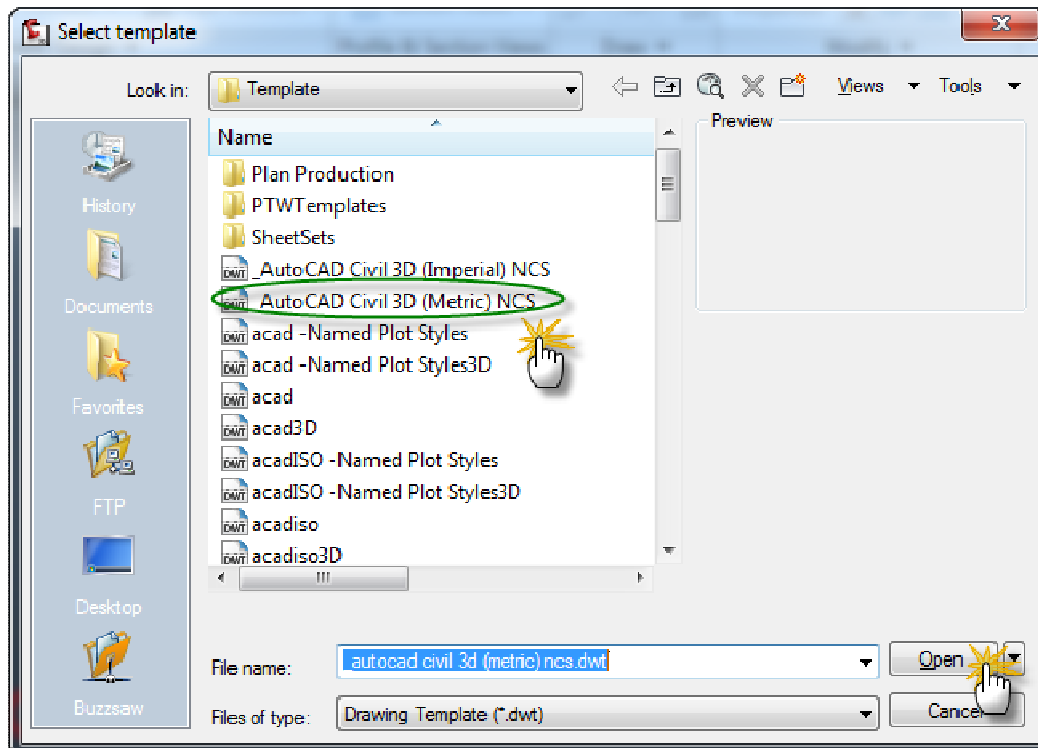 Select template
Look in: Template Views Tools
Name
Preview
Plan Production
PTWTemplates
SheetSets
_AutoCAD Civil 3D (Imperial) NCS
_AutoCAD Civil 3D (Metric) NCS
acad -Named Plot Styles
acad -Named Plot Styles3D
acad
acad3D
acadISO -Named Plot Styles
acadISO -Named Plot Styles3D
acadiso
acadiso3D
History
Documents
Favorites
FTP
Desktop
Buzzsaw
File name: _autocad civil 3d (metric) ncs.dwt Open
Files of type: Drawing Template (*.dwt) Cancel